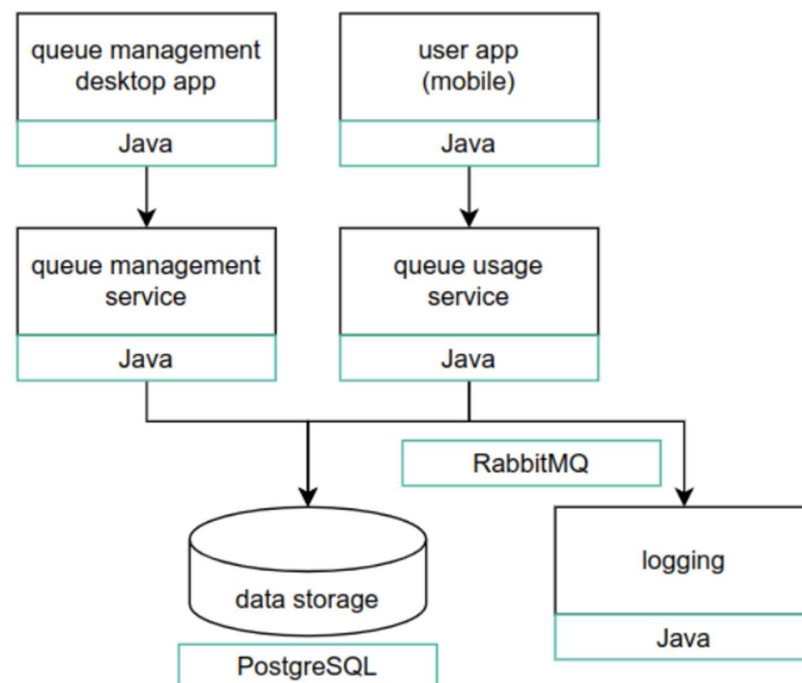 queue management
desktop app
Java
user app
(mobile)
Java
queue management
service
Java
queue usage
service
Java
RabbitMQ
data storage
PostgreSQL
logging
Java